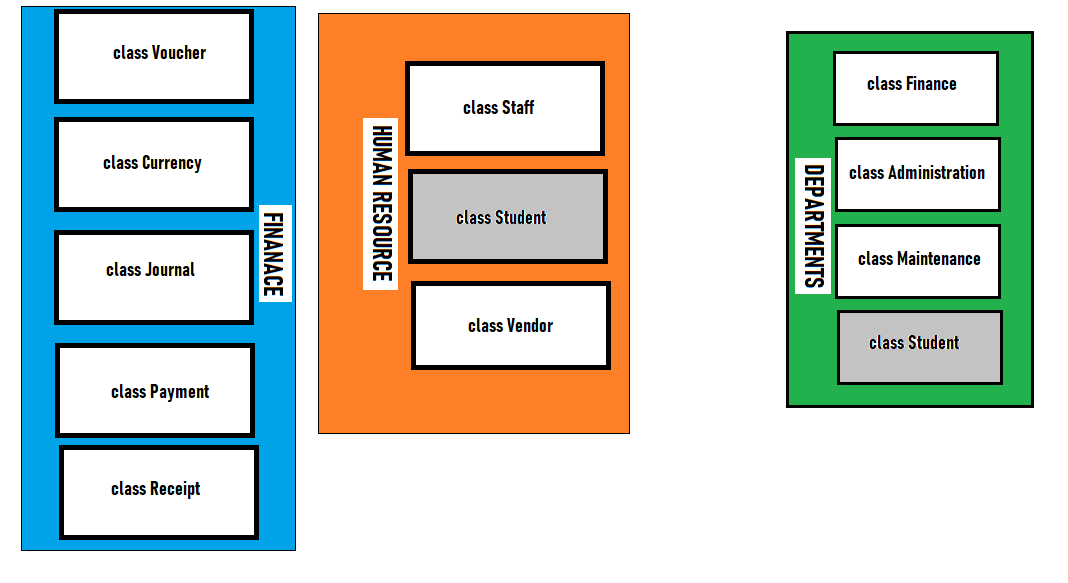 class Voucher
class Currency
class Journal
class Payment
class Receipt
FINANACE
HUMAN RESOURCE
class Staff
class Student
class Vendor
DEPARTMENTS
class Finance
class Administration
class Maintenance
class Student